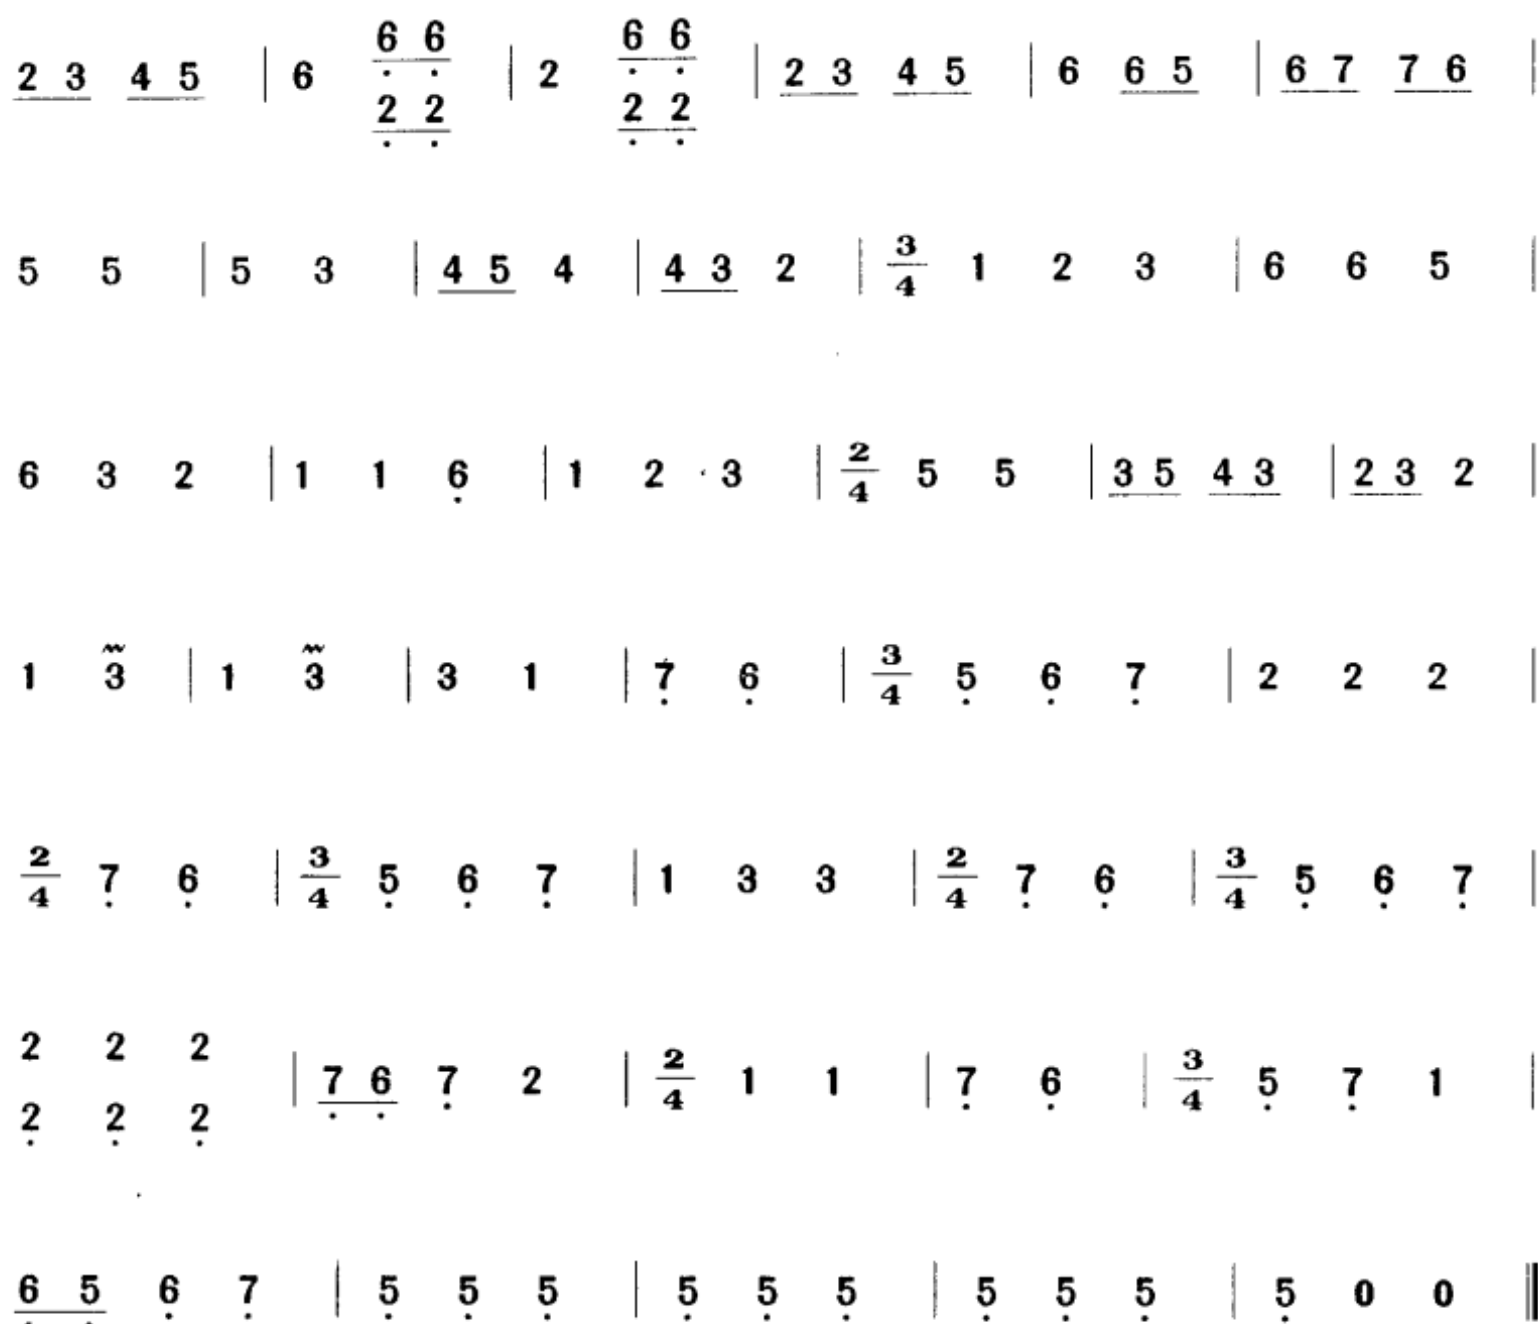 2 3 4 5 | 6 6 6 | 2 6 6 | 2 3 4 5 | 6 6 5 | 6 7 7 6 |
2 2 2 2
5 5 | 5 3 | 4 5 4 | 4 3 2 | 3/4 1 2 3 | 6 6 5 |
6 3 2 | 1 1 6̣ | 1 2 3 | 2/4 5 5 | 3 5 4 3 | 2 3 2 |
1 3 | 1 3 | 3 1 | 7̣ 6̣ | 3/4 5̣ 6̣ 7̣ | 2 2 2 |
2/4 7̣ 6̣ | 3/4 5̣ 6̣ 7̣ | 1 3 3 | 2/4 7̣ 6̣ | 3/4 5̣ 6̣ 7̣ |
2 2 2 | 7̣ 6̣ 7̣ 2 | 2/4 1 1 | 7̣ 6̣ | 3/4 5̣ 7̣ 1 |
2̣ 2̣ 2̣
6̣ 5̣ 6̣ 7̣ | 5̣ 5̣ 5̣ | 5̣ 5̣ 5̣ | 5̣ 5̣ 5̣ | 5̣ 0 0 ‖